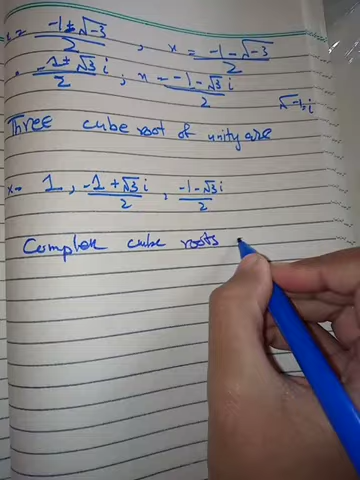 x = -1+√-3/2 , x = -1-√-3/2
-1+√3 i/2 ; x = -1-√3 i/2
√-1, i
Three cube root of unity are
x = 1, -1+√3 i/2 , -1-√3 i/2
Complex cube roots